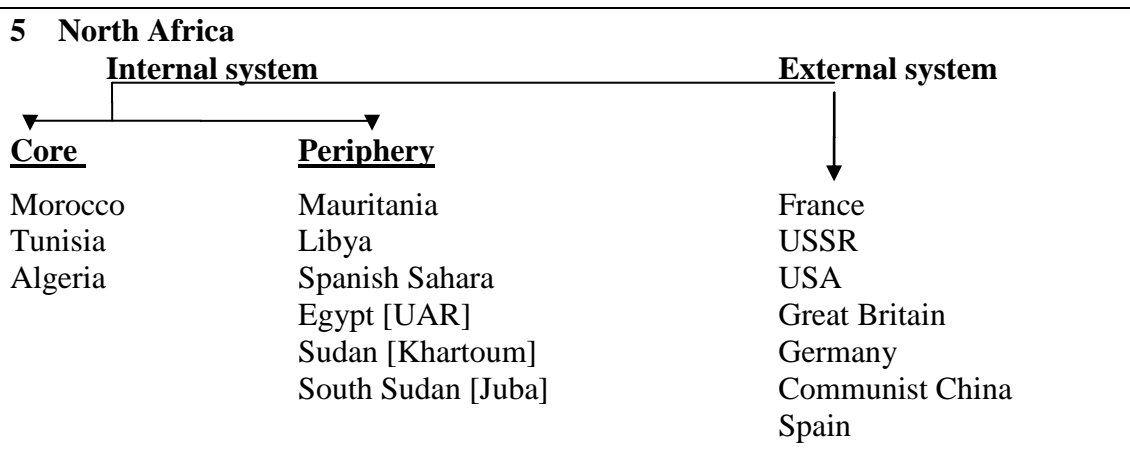 5 North Africa
Internal system External system
Core Periphery
Morocco Mauritania France
Tunisia Libya USSR
Algeria Spanish Sahara USA
Egypt [UAR] Great Britain
Sudan [Khartoum] Germany
South Sudan [Juba] Communist China
Spain